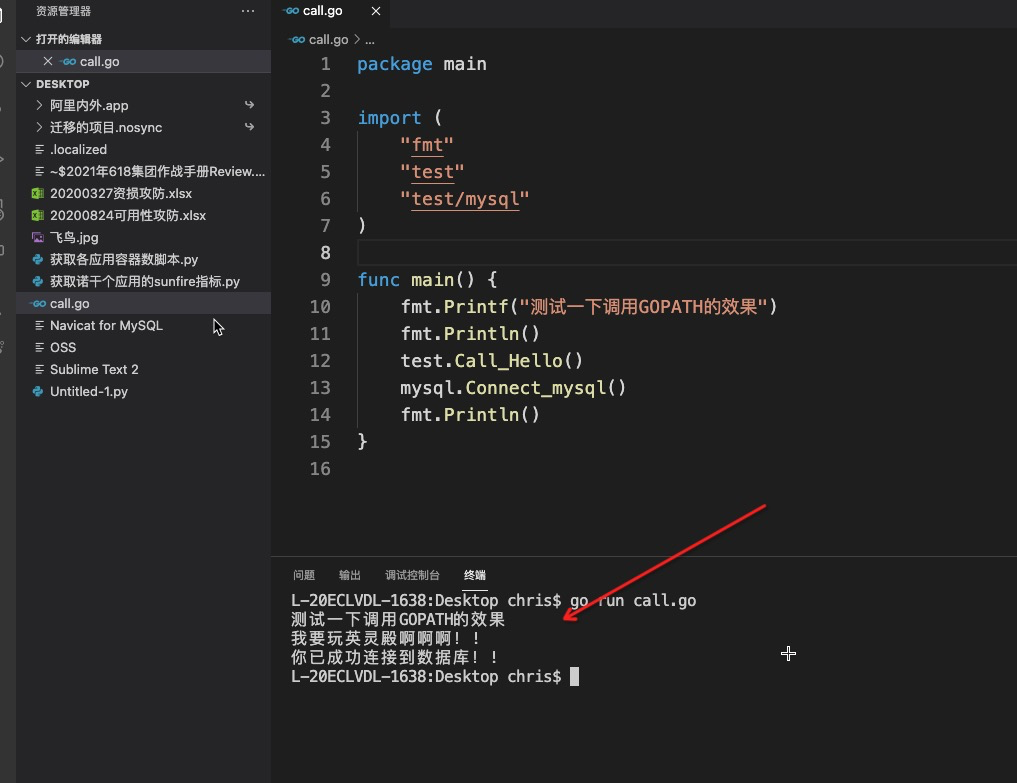 资源管理器
打开的编辑器
call.go
DESKTOP
阿里内外.app
迁移的项目.nosync
.localized
~$2021年618集团作战手册Review....
20200327资损攻防.xlsx
20200824可用性攻防.xlsx
飞鸟.jpg
获取各应用容器数脚本.py
获取诺干个应用的sunfire指标.py
call.go
Navicat for MySQL
OSS
Sublime Text 2
Untitled-1.py
call.go
call.go > ...
1 package main
2
3 import (
4 "fmt"
5 "test"
6 "test/mysql"
7 )
8
9 func main() {
10 fmt.Printf("测试一下调用GOPATH的效果")
11 fmt.Println()
12 test.Call_Hello()
13 mysql.Connect_mysql()
14 fmt.Println()
15 }
16
问题 输出 调试控制台 终端
L-20ECLVDL-1638:Desktop chris$ go run call.go
测试一下调用GOPATH的效果
我要玩英灵殿啊啊啊！！
你已成功连接到数据库！！
L-20ECLVDL-1638:Desktop chris$